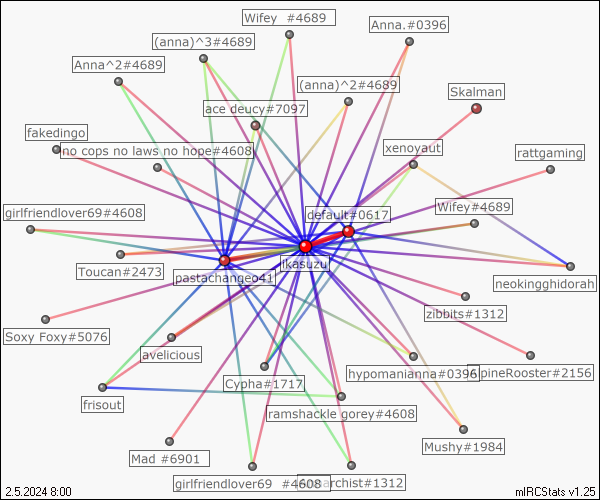 Wifey  #4689
Anna.#0396
(anna)^3#4689
Anna^2#4689
(anna)^2#4689
Skalman
ace deucy#7097
fakedingo
no cops no laws no hope#4608
xenoyaut
rattgaming
girlfriendlover69#4608
default#0617
Wifey#4689
Toucan#2473
pastachanneo41
ikasuzu
neokingghidorah
zibbits#1312
Soxy Foxy#5076
avelicious
Cypha#1717
hypomanianna#0396
pineRooster#2156
frisout
ramshackle gorey#4608
Mushy#1984
Mad #6901
girlfriendlover69  #4608
archist#1312
2.5.2024 8:00
mIRCStats v1.25